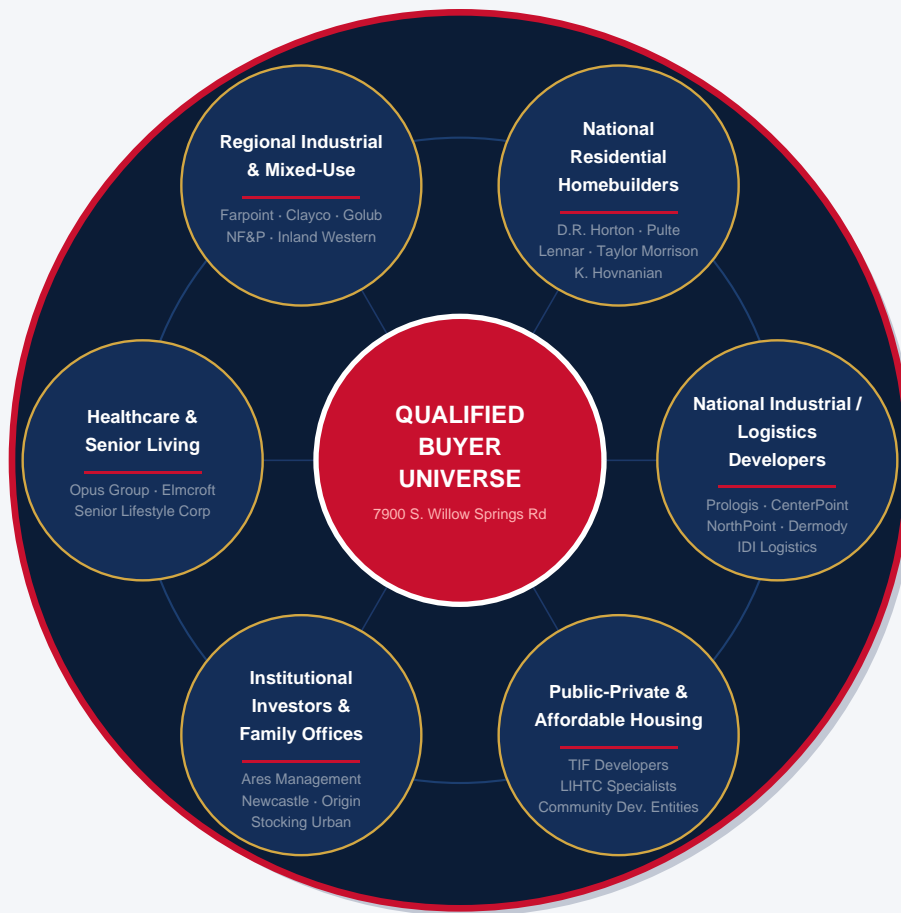 Regional Industrial
& Mixed-Use
Farpoint · Clayco · Golub
NF&P · Inland Western
National
Residential
Homebuilders
D.R. Horton · Pulte
Lennar · Taylor Morrison
K. Hovnanian
Healthcare &
Senior Living
Opus Group · Elmcroft
Senior Lifestyle Corp
QUALIFIED
BUYER
UNIVERSE
7900 S. Willow Springs Rd
National Industrial /
Logistics
Developers
Prologis · CenterPoint
NorthPoint · Dermody
IDI Logistics
Institutional
Investors &
Family Offices
Ares Management
Newcastle · Origin
Stocking Urban
Public-Private &
Affordable Housing
TIF Developers
LIHTC Specialists
Community Dev. Entities